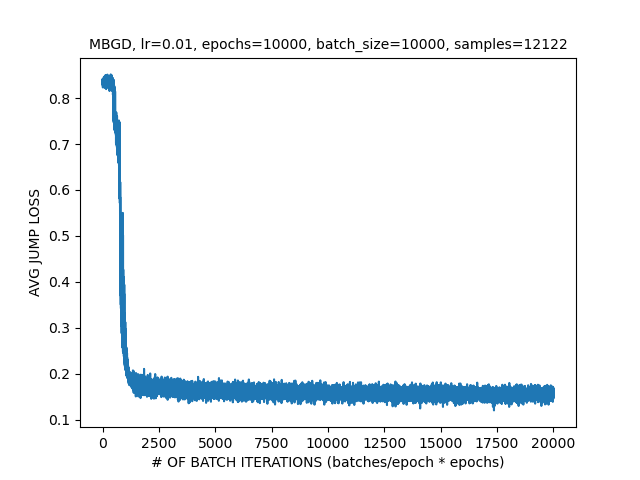 MBGD, lr=0.01, epochs=10000, batch_size=10000, samples=12122
AVG JUMP LOSS
0.8
0.7
0.6
0.5
0.4
0.3
0.2
0.1
0 2500 5000 7500 10000 12500 15000 17500 20000
# OF BATCH ITERATIONS (batches/epoch * epochs)